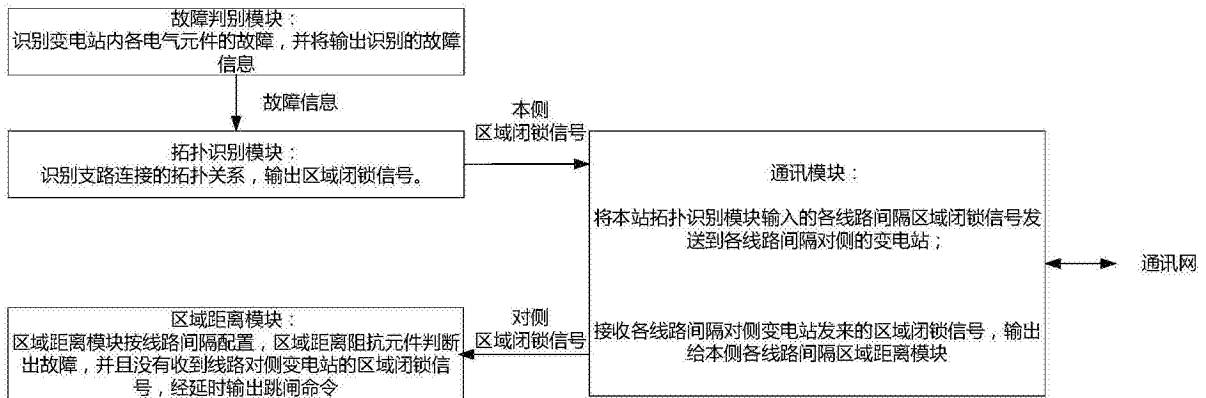 故障判别模块：
识别变电站内各电气元件的故障，并将输出识别的故障
信息
故障信息
拓扑识别模块：
识别支路连接的拓扑关系，输出区域闭锁信号。
本侧
区域闭锁信号
通讯模块：
将本站拓扑识别模块输入的各线路间隔区域闭锁信号发
送到各线路间隔对侧的变电站；
接收各线路间隔对侧变电站发来的区域闭锁信号，输出
给本侧各线路间隔区域距离模块
通讯网
对侧
区域闭锁信号
区域距离模块：
区域距离模块按线路间隔配置，区域距离阻抗元件判断
出故障，并且没有收到线路对侧变电站的区域闭锁信
号，经延时输出跳闸命令